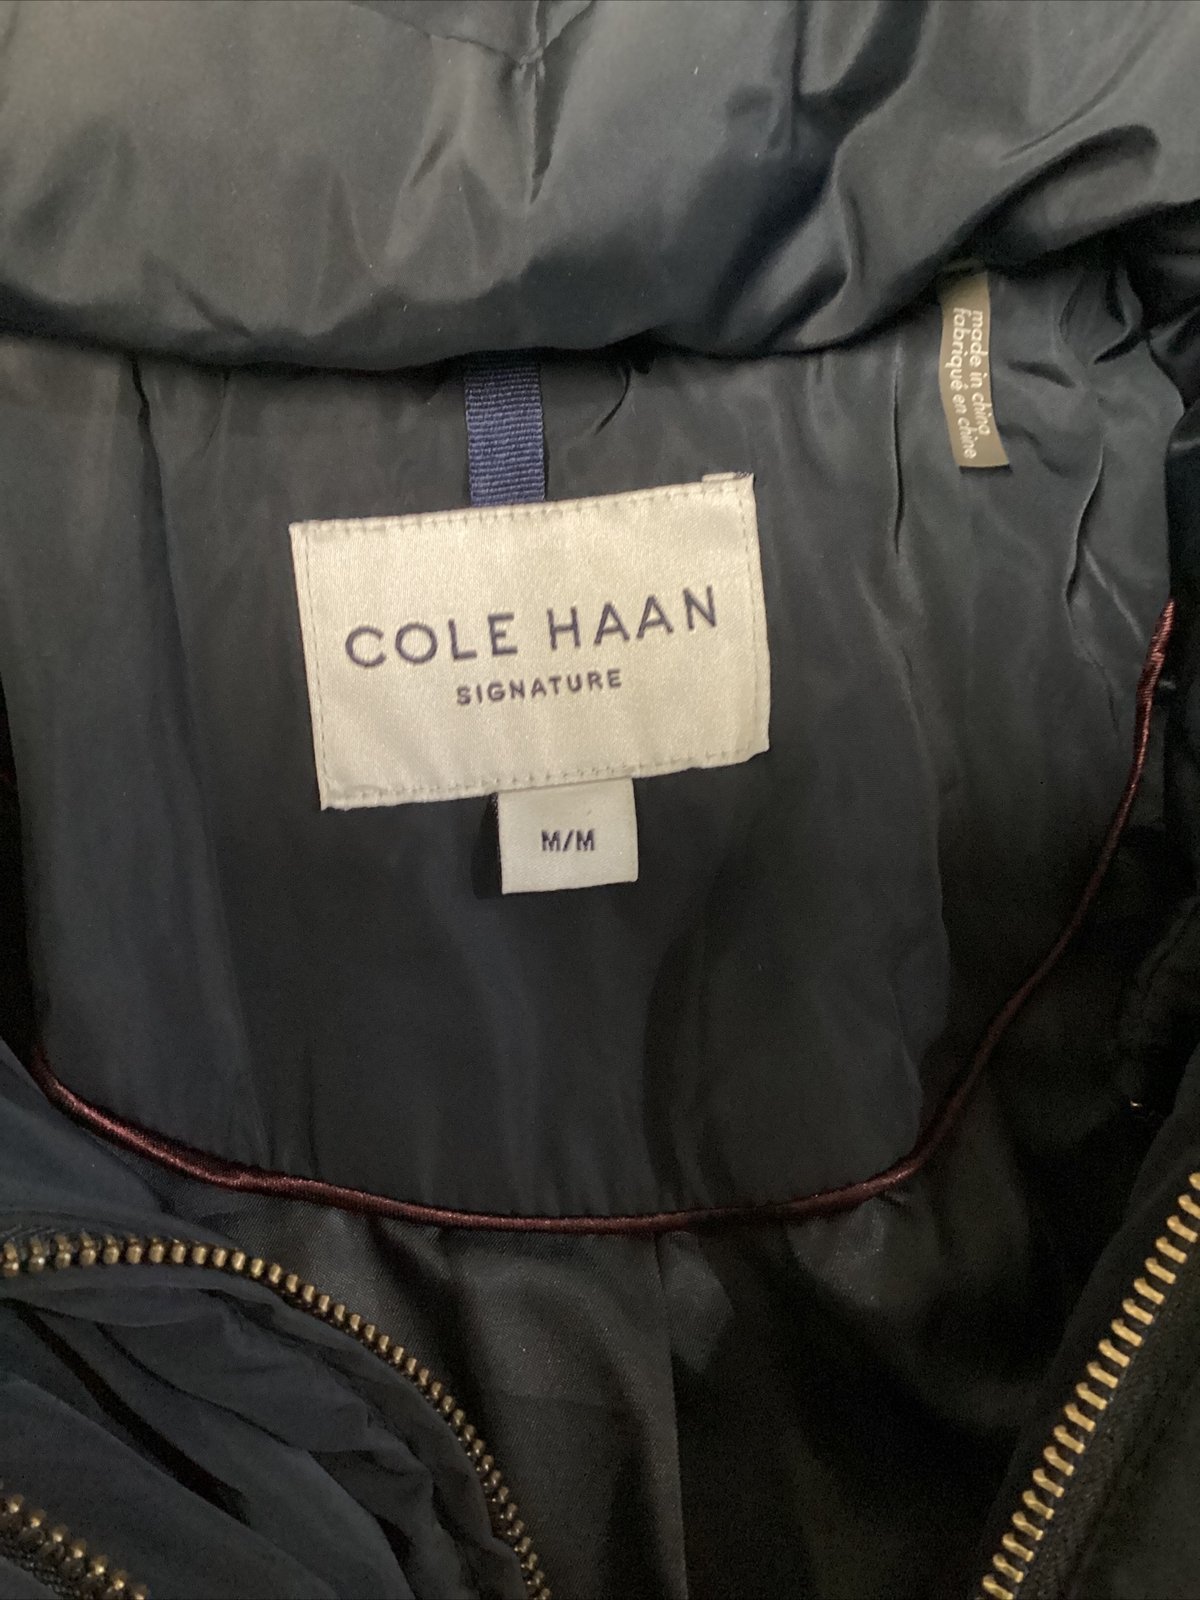 COLE HAAN
SIGNATURE
M/M
made in china
fabriqué en chine